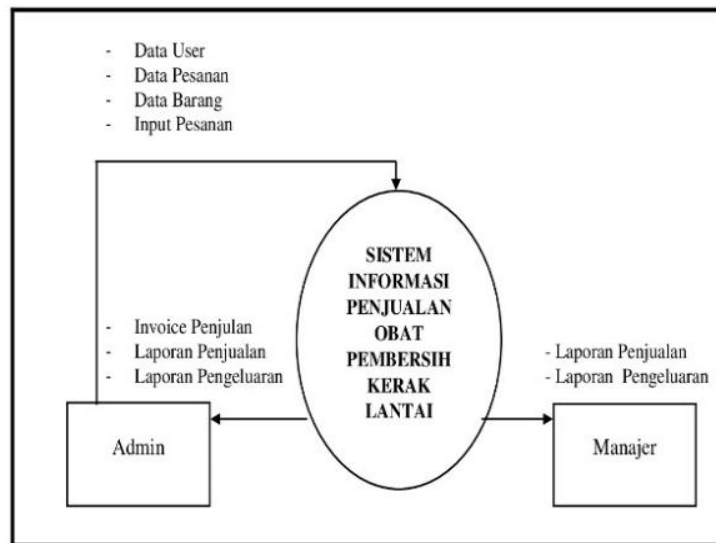 - Data User
- Data Pesanan
- Data Barang
- Input Pesanan
SISTEM
INFORMASI
PENJUALAN
OBAT
PEMBERSIH
KERAK
LANTAI
- Invoice Penjulan
- Laporan Penjualan
- Laporan Pengeluaran
- Laporan Penjualan
- Laporan Pengeluaran
Admin
Manajer